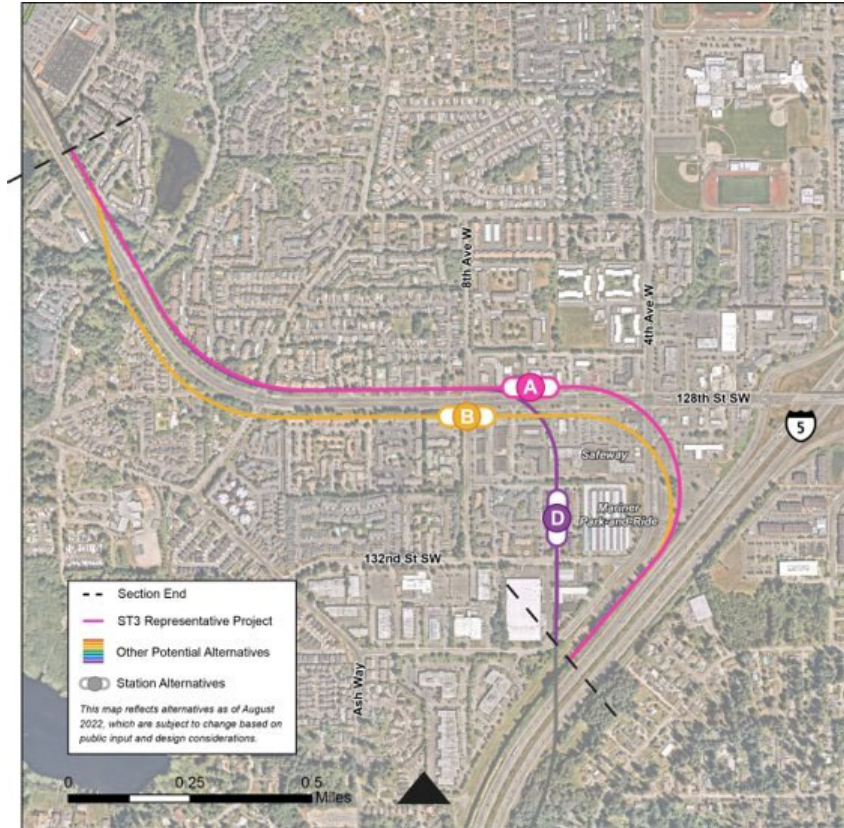 8th Ave W
4th Ave W
A
128th St SW
B
5
Safeway
D
Mariner
Park-and-Ride
132nd St SW
Section End
ST3 Representative Project
Other Potential Alternatives
Station Alternatives
This map reflects alternatives as of August
2022, which are subject to change based on
public input and design considerations.
Ash Way
0 0.25 0.5
Miles